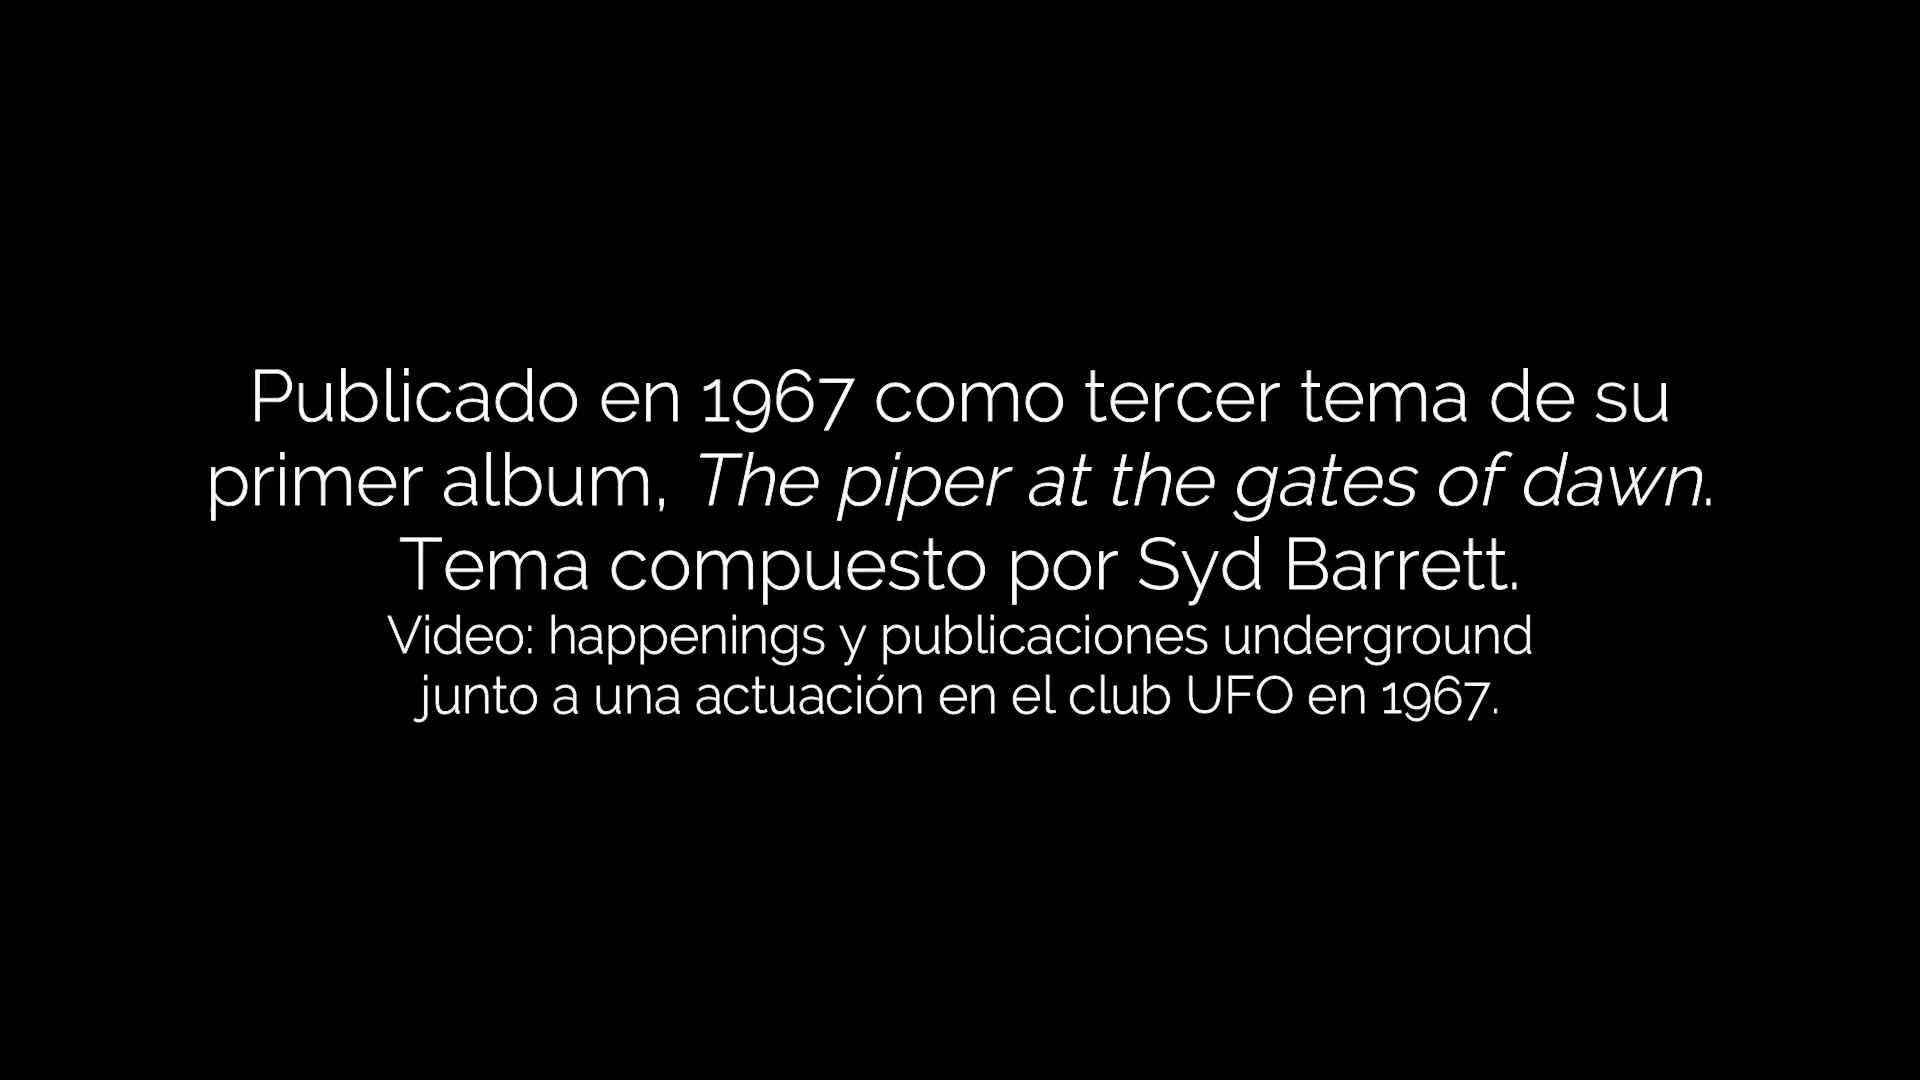 Publicado en 1967 como tercer tema de su
primer album, The piper at the gates of dawn.
Tema compuesto por Syd Barrett.
Video: happenings y publicaciones underground
junto a una actuación en el club UFO en 1967.